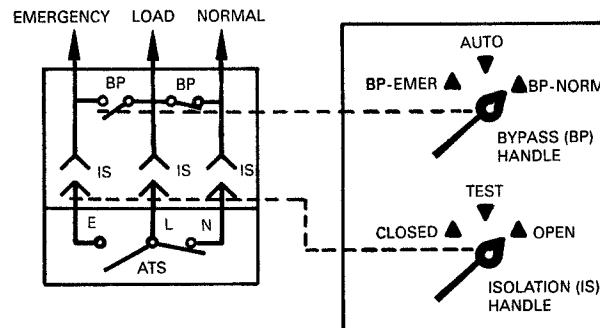 EMERGENCY LOAD NORMAL
BP BP
IS IS IS
E L N
ATS
AUTO
BP-EMER BP-NORM
BYPASS (BP)
HANDLE
TEST
CLOSED OPEN
ISOLATION (IS)
HANDLE